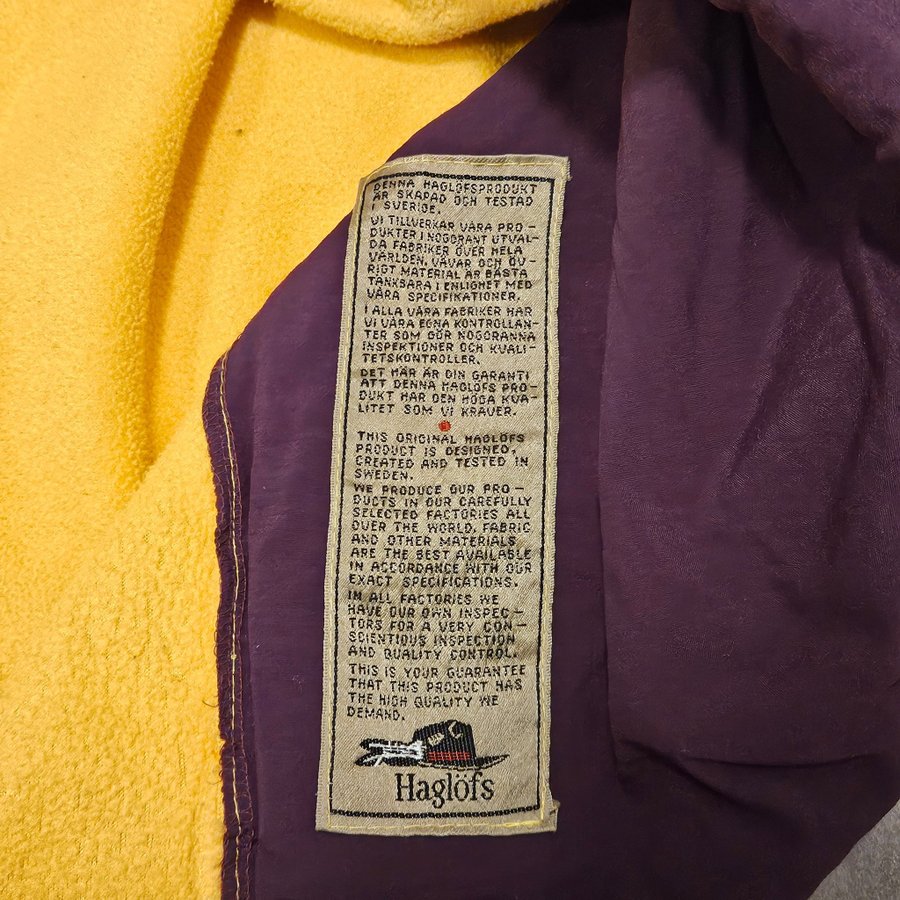 DENNA HAGLÖFSPRODUKT
ÄR SKAPAD OCH TESTAD
I SVERIGE.
VI TILLVERKAR VÅRA PRO-
DUKTER I NOGGRANT UTVAL-
DA FABRIKER ÖVER HELA
VÄRLDEN. VÄVAR OCH ÖV-
RIGT MATERIAL ÄR BÄSTA
TÄNKBARA I ENLIGHET MED
VÅRA SPECIFIKATIONER.
I ALLA VÅRA FABRIKER HAR
VI VÅRA EGNA KONTROLLAN-
TER SOM GÖR NOGGRANNA
INSPEKTIONER OCH KVALI-
TETSKONTROLLER.
DET HÄR ÄR DIN GARANTI
ATT DENNA HAGLÖFS PRO-
DUKT HAR DEN HÖGA KVA-
LITET SOM VI KRÄVER.
THIS ORIGINAL HAGLÖFS
PRODUCT IS DESIGNED,
CREATED AND TESTED IN
SWEDEN.
WE PRODUCE OUR PRO-
DUCTS IN OUR CAREFULLY
SELECTED FACTORIES ALL
OVER THE WORLD. FABRIC
AND OTHER MATERIALS
ARE THE BEST AVAILABLE
IN ACCORDANCE WITH OUR
EXACT SPECIFICATIONS.
IN ALL FACTORIES WE
HAVE OUR OWN INSPEC-
TORS FOR A VERY CON-
SCIENTIOUS INSPECTION
AND QUALITY CONTROL.
THIS IS YOUR GUARANTEE
THAT THIS PRODUCT HAS
THE HIGH QUALITY WE
DEMAND.
Haglöfs